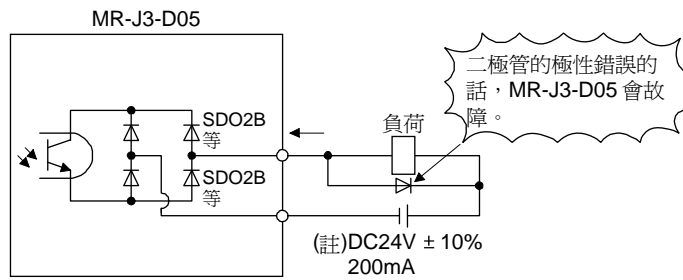 MR-J3-D05
二極管的極性錯誤的
話，MR-J3-D05 會故
障。
SDO2B
等
負荷
SDO2B
等
(註)DC24V ± 10%
200mA